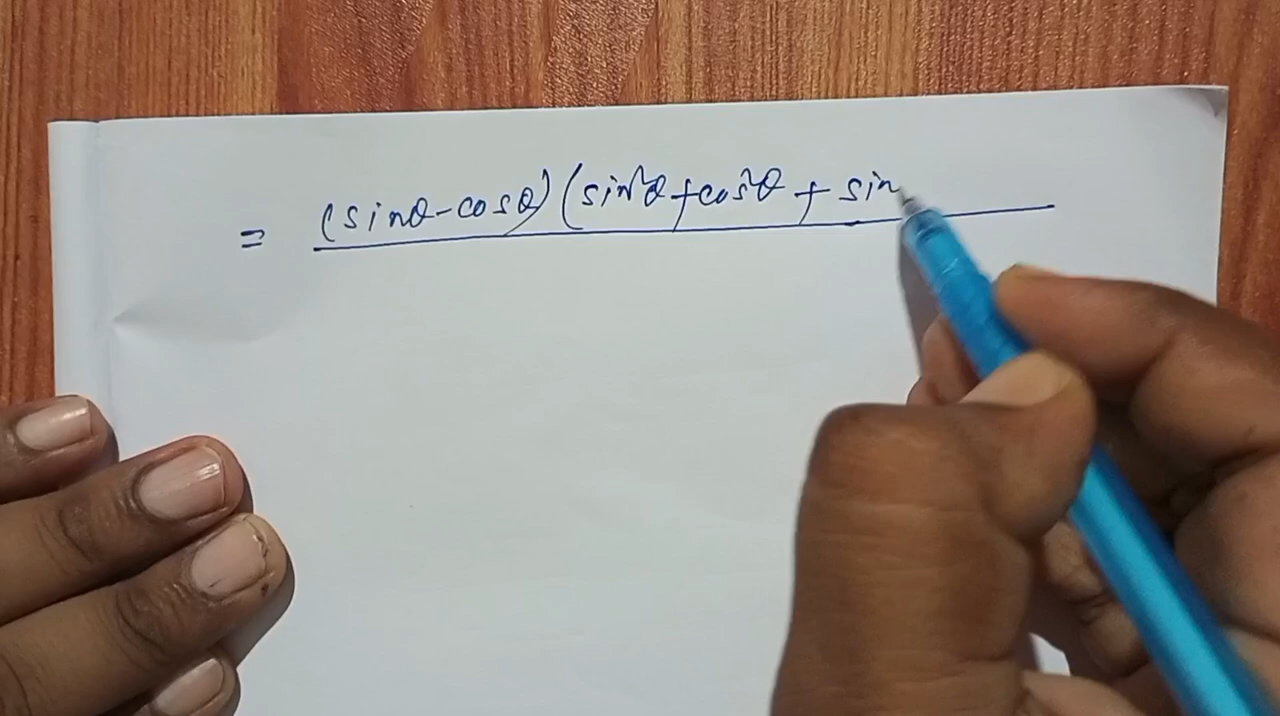 = (sinθ-cosθ)(sin²θ+cos²θ + sin